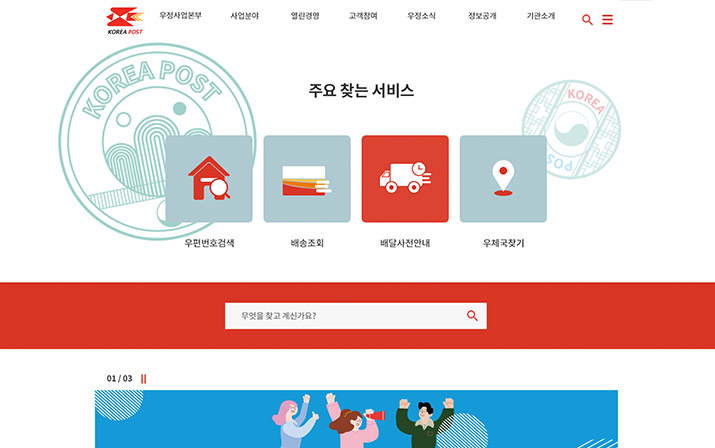 KOREA POST
우정사업본부 사업분야 열린경영 고객참여 우정소식 정보공개 기관소개
KOREA POST
주요 찾는 서비스
KOREA
POST
우편번호검색 배송조회 배달사전안내 우체국찾기
무엇을 찾고 계신가요?
01 / 03